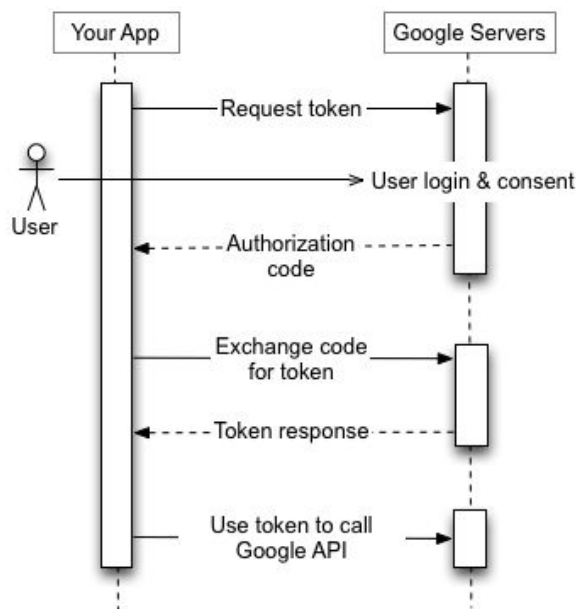 Your App
Google Servers
Request token
User login & consent
User
Authorization
code
Exchange code
for token
Token response
Use token to call
Google API